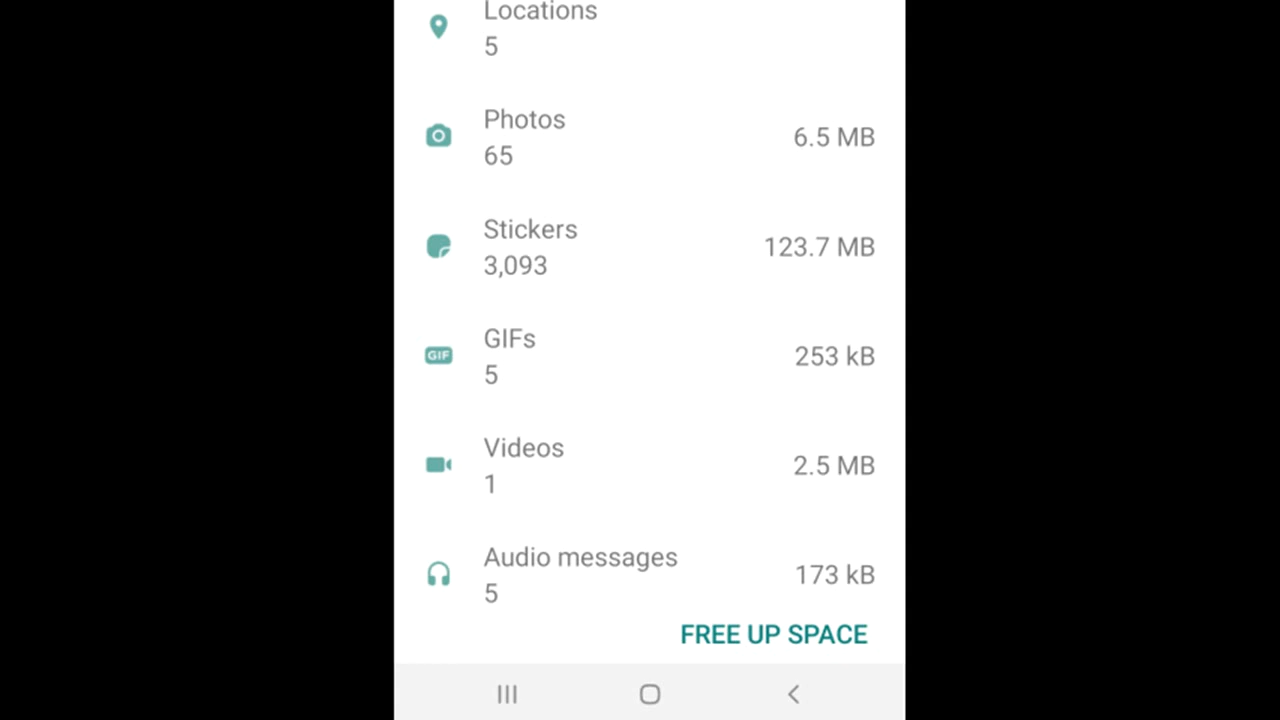 Locations
5
Photos
65
6.5 MB
Stickers
3,093
123.7 MB
GIF
GIFs
5
253 kB
Videos
1
2.5 MB
Audio messages
5
173 kB
FREE UP SPACE